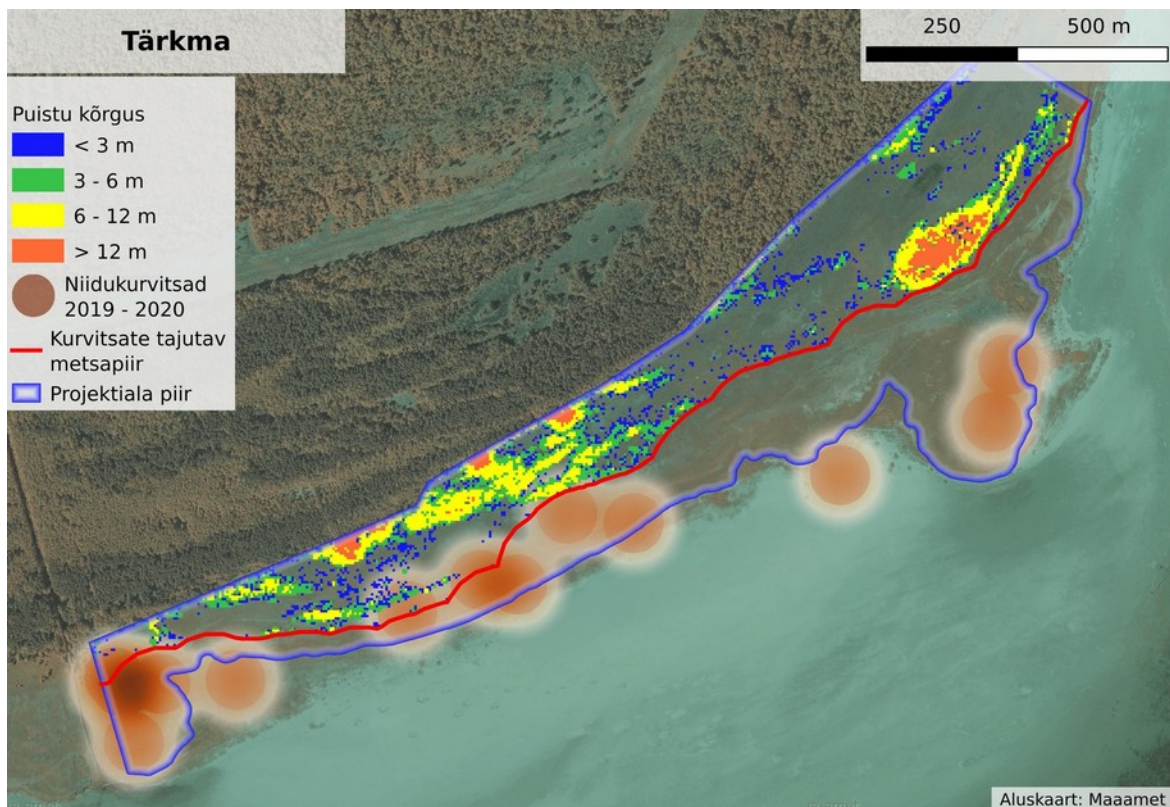 Tärkma
250 500 m
Puistu kõrgus
< 3 m
3 - 6 m
6 - 12 m
> 12 m
Niidukurvitsad
2019 - 2020
Kurvitsate tajutav
metsapiir
Projektiala piir
Aluskaart: Maaamet